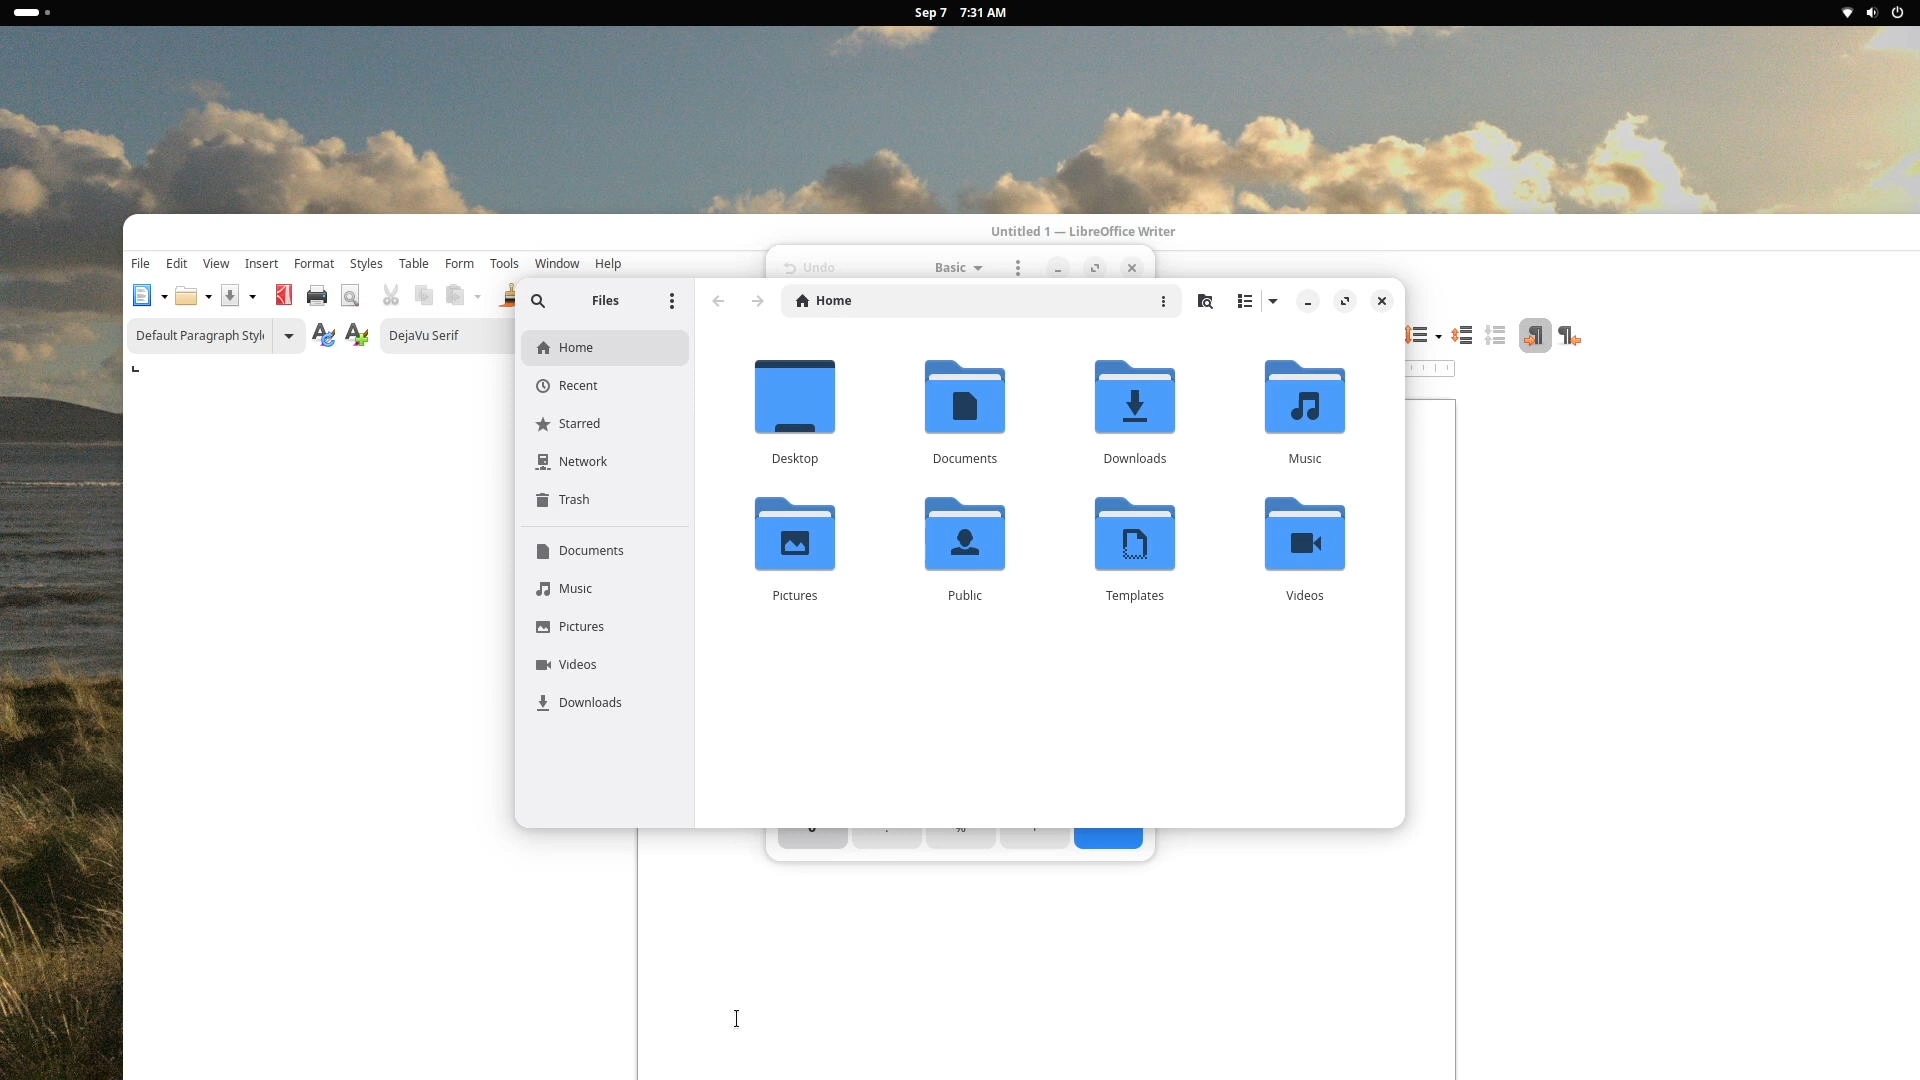 Sep 7 7:31 AM
Untitled 1 — LibreOffice Writer
File Edit View Insert Format Styles Table Form Tools Window Help
Undo Basic
Files
Home
Default Paragraph Style
DejaVu Serif
Home
Recent
Starred
Network
Trash
Documents
Music
Pictures
Videos
Downloads
Desktop Documents Downloads Music
Pictures Public Templates Videos
%